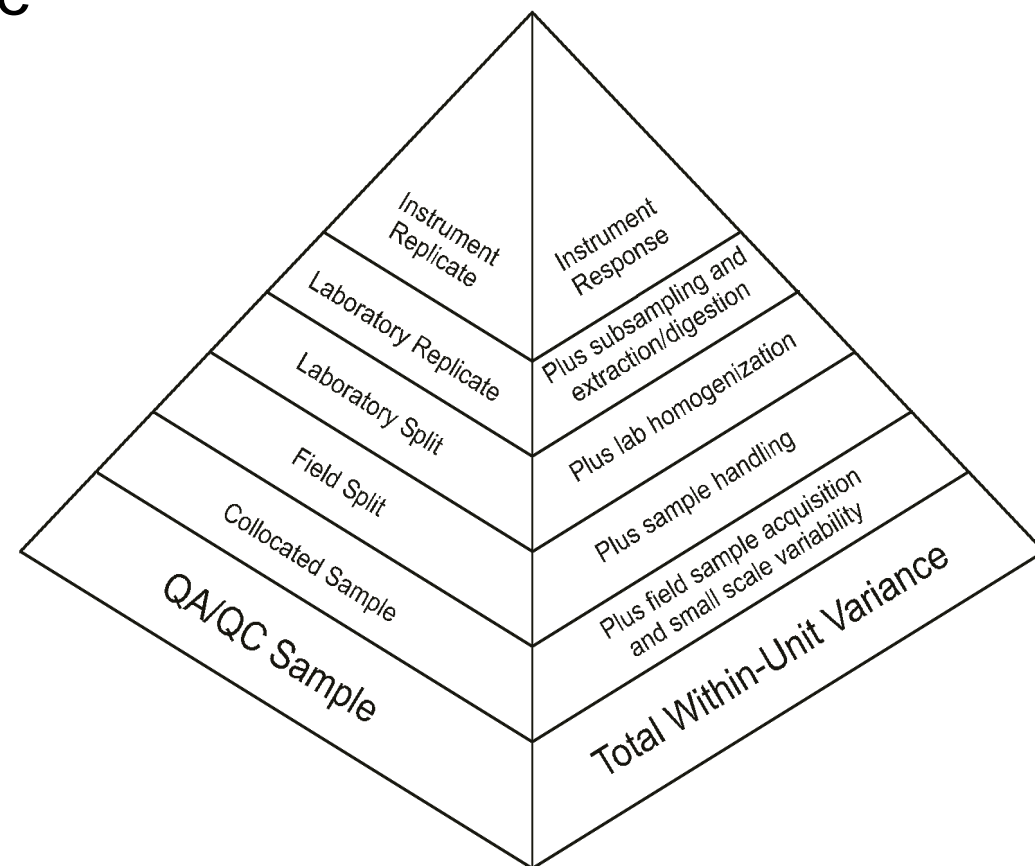 Instrument
Replicate
Instrument
Response
Laboratory Replicate
Plus subsampling and
extraction/digestion
Laboratory Split
Plus lab homogenization
Field Split
Plus sample handling
Collocated Sample
Plus field sample acquisition
and small scale variability
QA/QC Sample
Total Within-Unit Variance